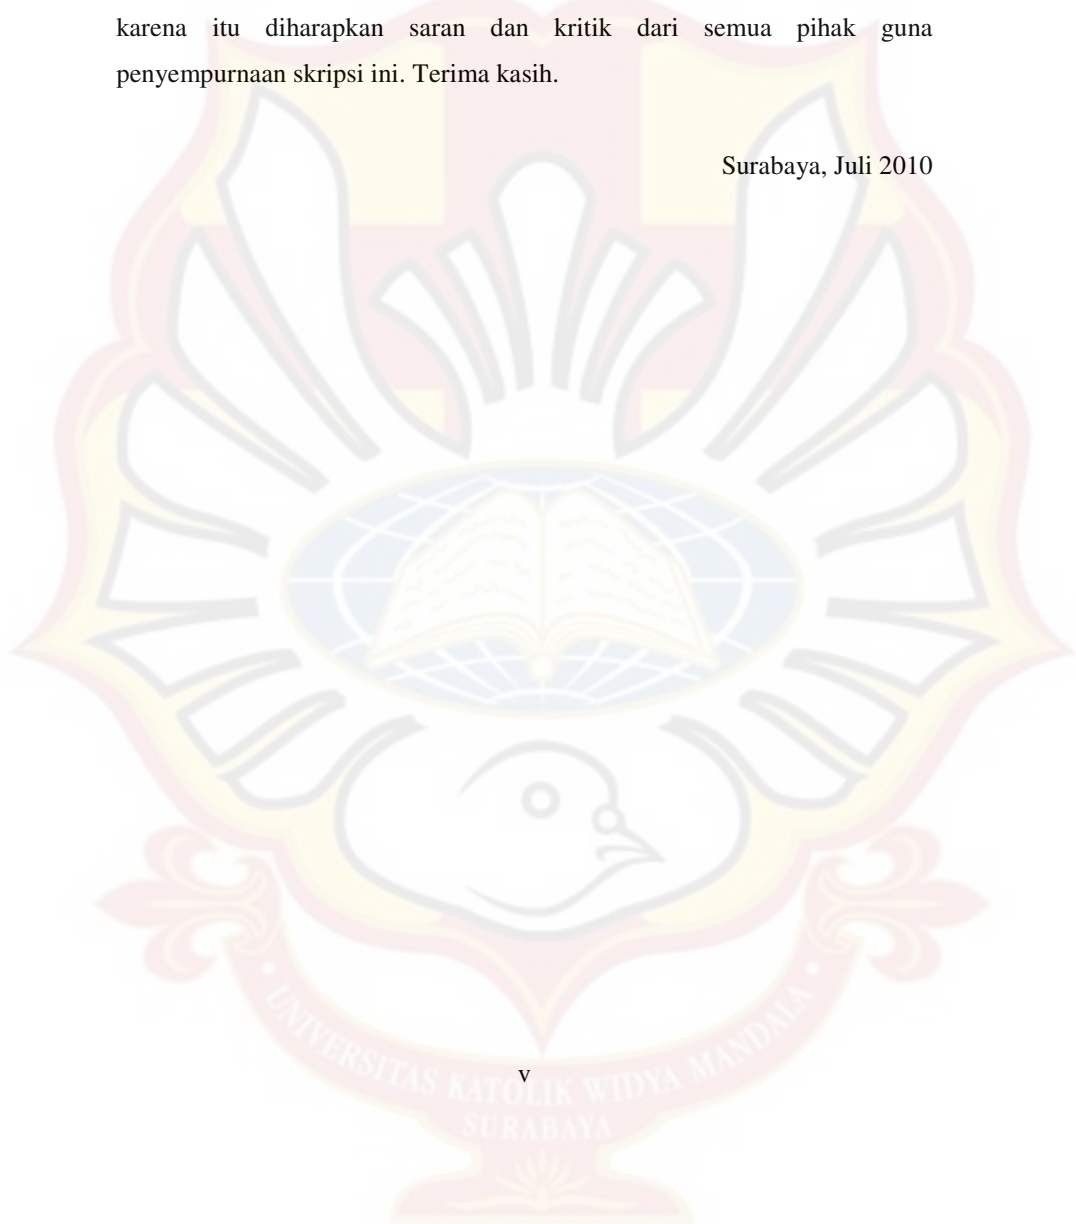 karena itu diharapkan saran dan kritik dari semua pihak guna
penyempurnaan skripsi ini. Terima kasih.
Surabaya, Juli 2010
v
• UNIVERSITAS KATOLIK WIDYA MANDALA •
SURABAYA